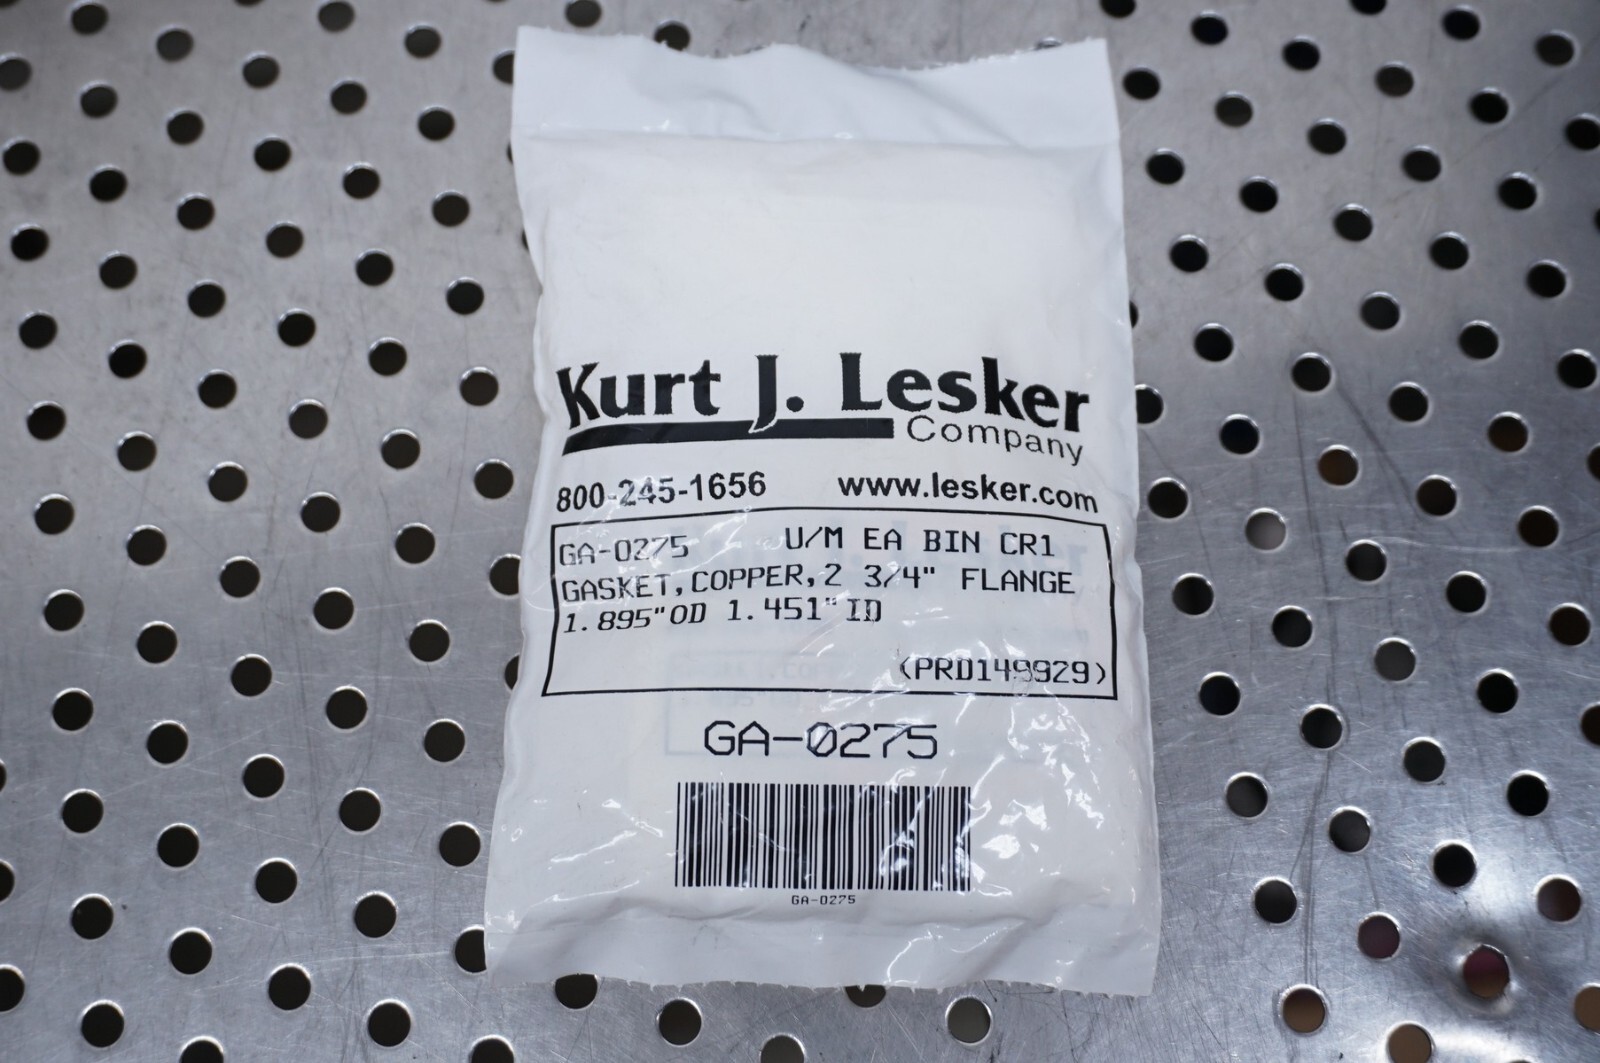 Kurt J. Lesker
Company
800-245-1656 www.lesker.com
GA-0275 U/M EA BIN CR1
GASKET,COPPER,2 3/4" FLANGE
1.895"OD 1.451"ID
(PRD149929)
GA-0275
GA-0275